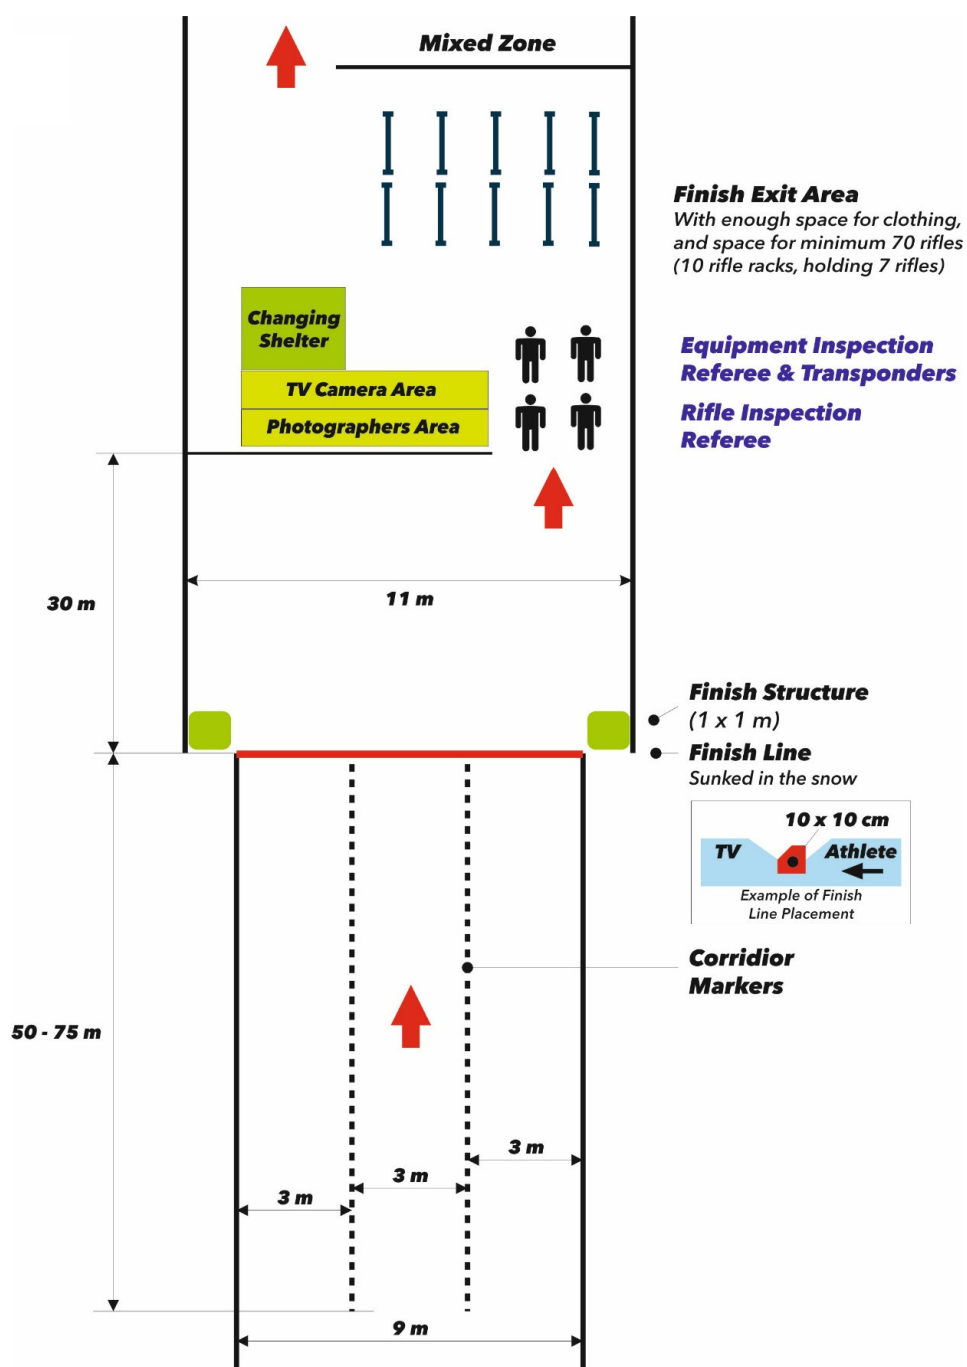 Mixed Zone
Finish Exit Area
With enough space for clothing,
and space for minimum 70 rifles
(10 rifle racks, holding 7 rifles)
Changing
Shelter
TV Camera Area
Photographers Area
Equipment Inspection
Referee & Transponders
Rifle Inspection
Referee
30 m
11 m
Finish Structure
(1 x 1 m)
Finish Line
Sunked in the snow
10 x 10 cm
TV
Athlete
Example of Finish
Line Placement
Corridior
Markers
50 - 75 m
3 m
3 m
3 m
9 m